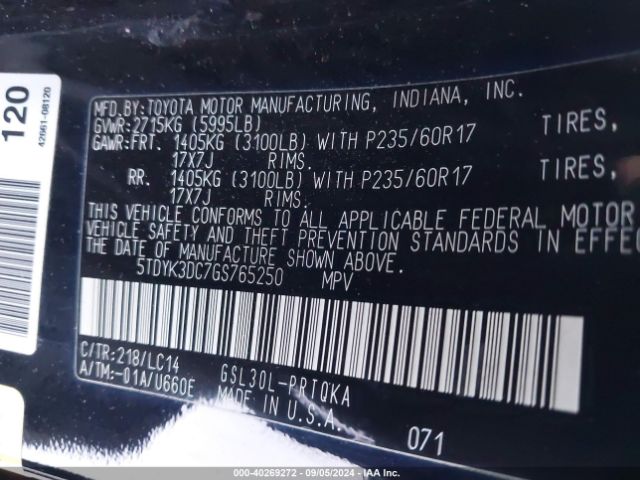 120
42661-08120
MFD.BY:TOYOTA MOTOR MANUFACTURING, INDIANA, INC.
GVWR:2715KG (5995LB)
GAWR:FRT. 1405KG (3100LB) WITH P235/60R17 TIRES,
17X7J RIMS.
RR. 1405KG (3100LB) WITH P235/60R17 TIRES,
17X7J RIMS.
THIS VEHICLE CONFORMS TO ALL APPLICABLE FEDERAL MOTOR
VEHICLE SAFETY AND THEFT PREVENTION STANDARDS IN EFFEC
THE DATE OF MANUFACTURE SHOWN ABOVE.
5TDYK3DC7GS765250 MPV
C/TR:218/LC14
A/TM:-01A/U660E GSL30L-PRTQKA
MADE IN U.S.A. 071
000-40269272 - 09/05/2024 - IAA Inc.